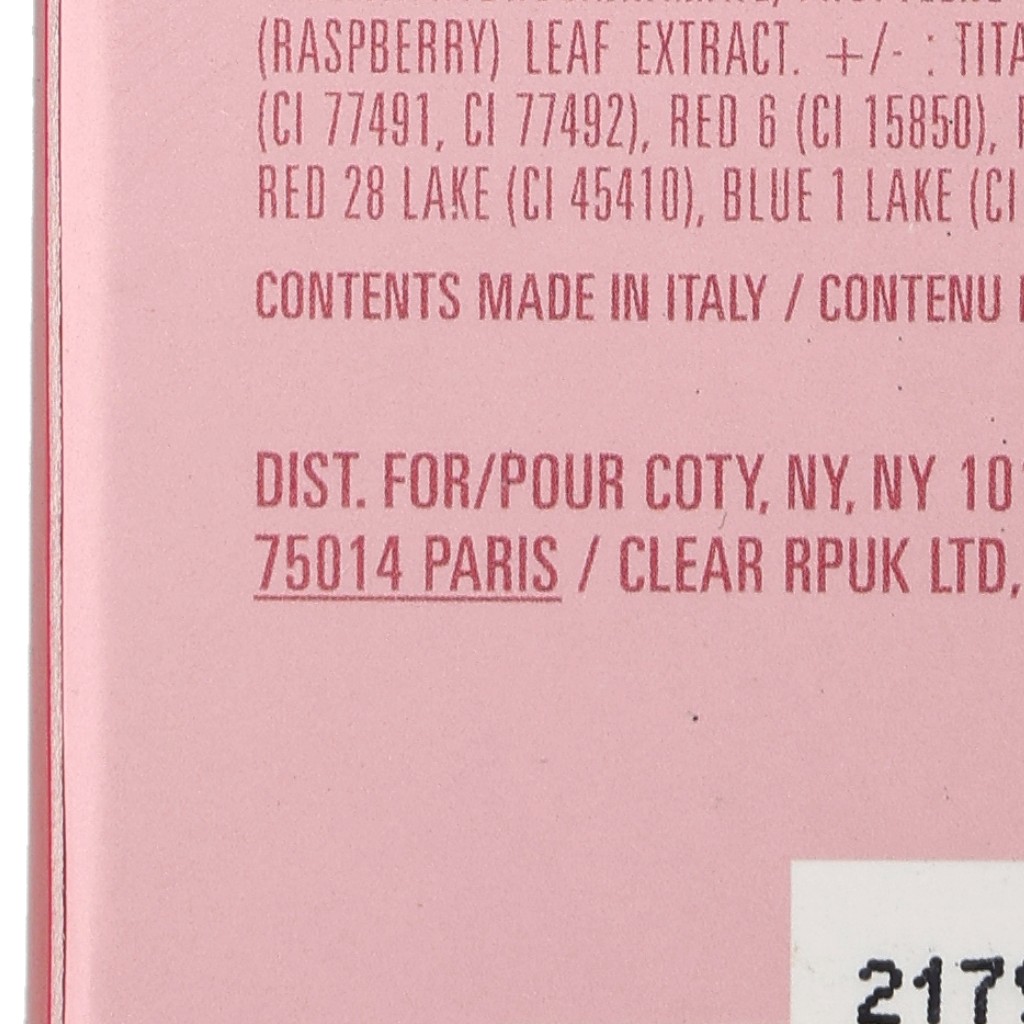 (RASPBERRY) LEAF EXTRACT. +/- :
(CI 77491, CI 77492), RED 6 (CI 15850),
RED 28 LAKE (CI 45410), BLUE 1 LAKE (CI
CONTENTS MADE IN ITALY / CONTENU
DIST. FOR/POUR COTY, NY, NY
75014 PARIS / CLEAR RPUK LTD,